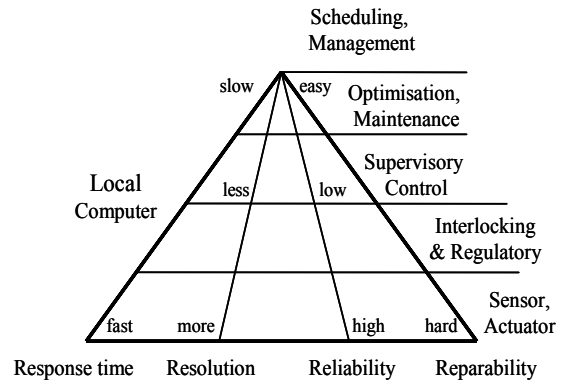 Scheduling,
Management
slow
easy
Optimisation,
Maintenance
Supervisory
Control
Local
Computer
less
low
Interlocking
& Regulatory
Sensor,
Actuator
fast
more
high
hard
Response time
Resolution
Reliability
Reparability